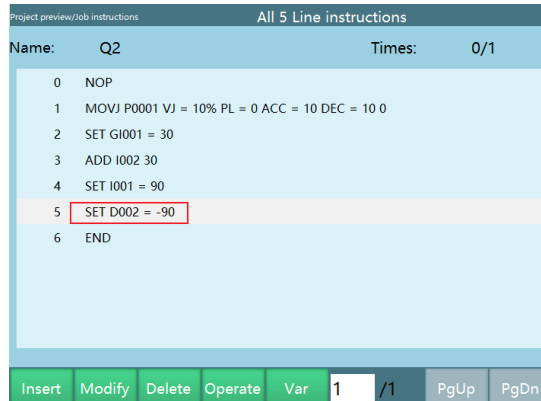 Project preview/Job instructions All 5 Line instructions
Name: Q2 Times: 0/1
0 NOP
1 MOVJ P0001 VJ = 10% PL = 0 ACC = 10 DEC = 10 0
2 SET GI001 = 30
3 ADD I002 30
4 SET I001 = 90
5 SET D002 = -90
6 END
Insert Modify Delete Operate Var 1 /1 PgUp PgDn